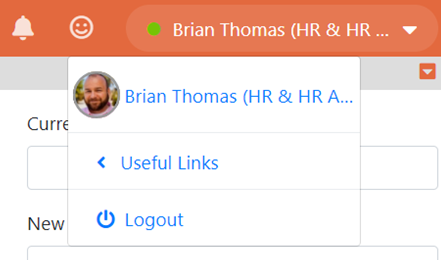 Brian Thomas (HR & HR ...
Brian Thomas (HR & HR A...
Curre
Useful Links
New
Logout